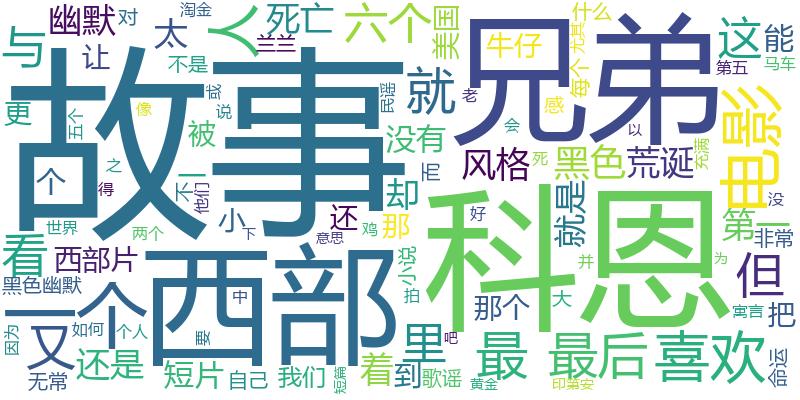 故事
兄弟
科恩
西部
电影
一个
喜欢
最后
最
人
又
里
就
但
看
与
这
六个
死亡
幽默
让
太
对
淘金
兰兰
美国
牛仔
尤其
什么
每个
能
马车
第五
不是
或
说
民谣
老
感
会
以
更
五个
像
被
没有
而
风格
死
黑色
荒诞
充满
没
个
之
得
不
一
他们
小
还
却
那
就是
第一
非常
好
世界
两个
下
意思
鸡
小说
拍
并
为
西部片
黑色幽默
中
那个
大
寓言
把
因为
如何
个人
要
吧
还是
短片
自己
我们
短篇
着
到
歌谣
黄金
印第安
命运
无常